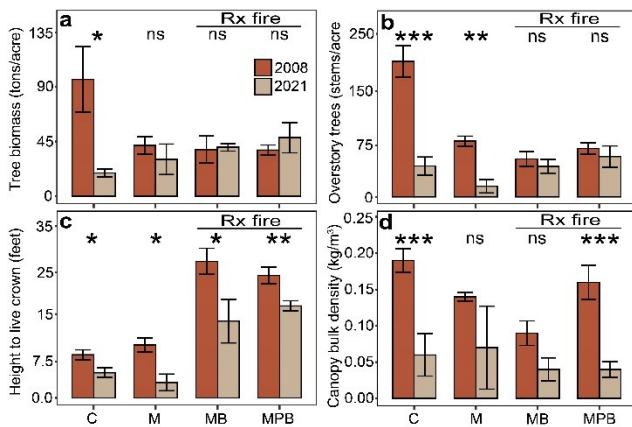 a
Rx fire
135
90
45
0
Tree biomass (tons/acre)
*
ns
ns
ns
2008
2021
b
Rx fire
250
150
75
0
Overstory trees (stems/acre)
***
**
ns
ns
c
Rx fire
35
25
15
7.5
0.0
Height to live crown (feet)
*
*
*
**
C
M
MB
MPB
d
Rx fire
0.20
0.15
0.10
0.05
0.00
0.25
Canopy bulk density (kg/m³)
***
ns
ns
***
C
M
MB
MPB